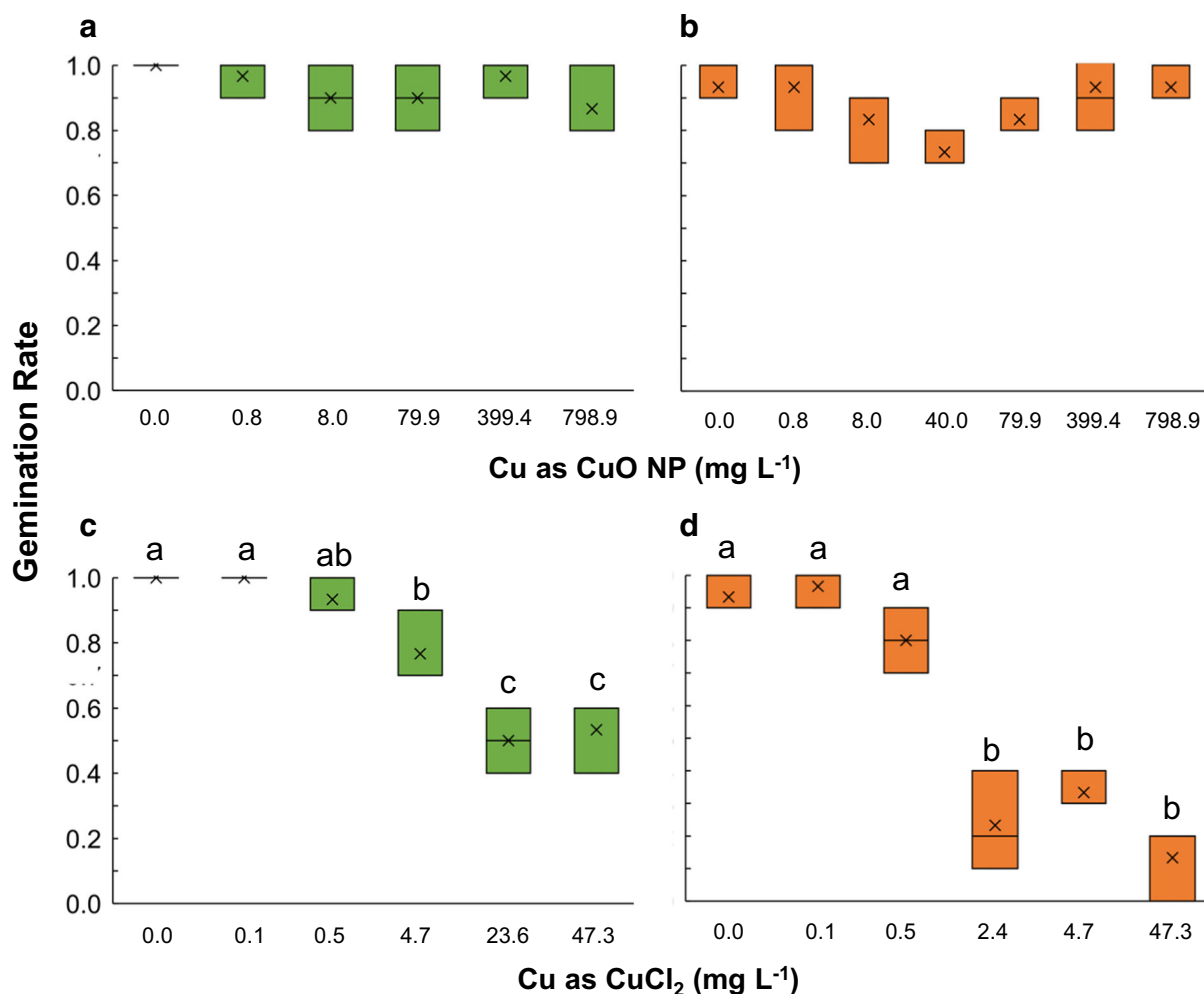 a b
Gemination Rate
1.0
0.8
0.6
0.4
0.2
0.0
0.0 0.8 8.0 79.9 399.4 798.9
0.0 0.8 8.0 40.0 79.9 399.4 798.9
Cu as CuO NP (mg L-1)
c d
a a ab b c c
a a a b b b
1.0
0.8
0.6
0.4
0.2
0.0
0.0 0.1 0.5 4.7 23.6 47.3
0.0 0.1 0.5 2.4 4.7 47.3
Cu as CuCl2 (mg L-1)